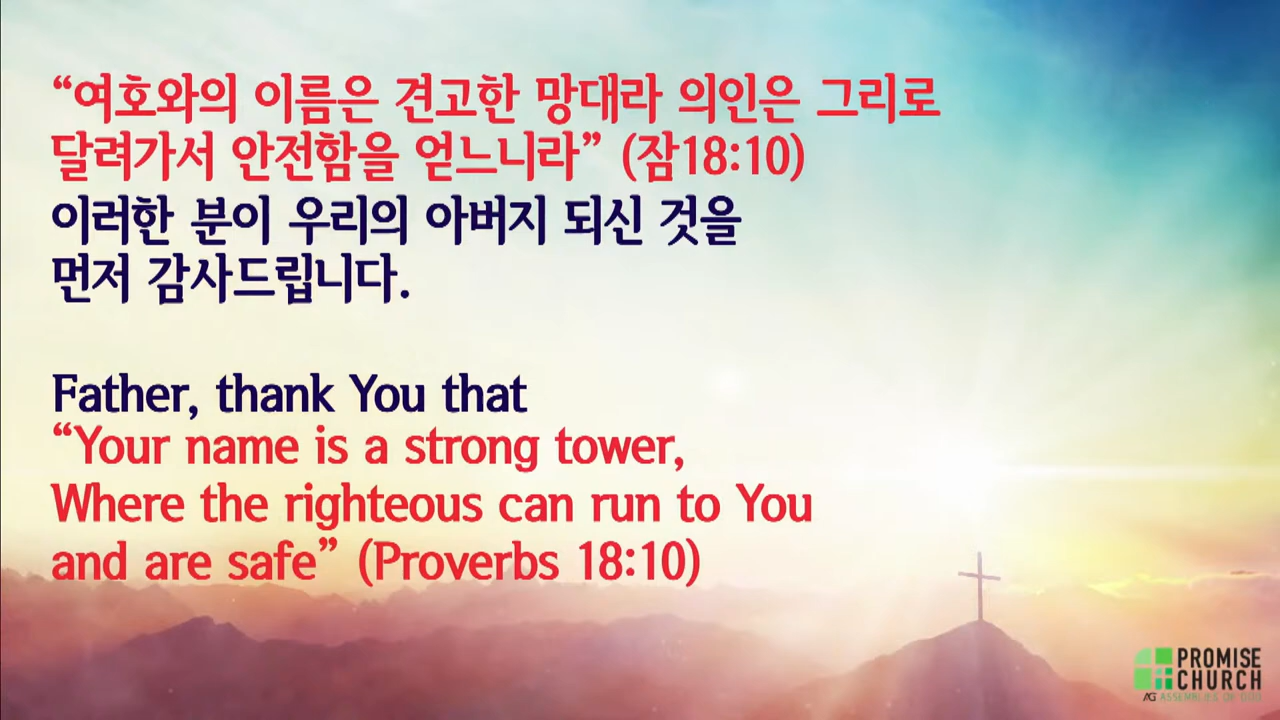 “여호와의 이름은 견고한 망대라 의인은 그리로
달려가서 안전함을 얻느니라” (잠18:10)
이러한 분이 우리의 아버지 되신 것을
먼저 감사드립니다.
Father, thank You that
“Your name is a strong tower,
Where the righteous can run to You
and are safe” (Proverbs 18:10)
PROMISE
CHURCH
AG ASSEMBLIES OF GOD